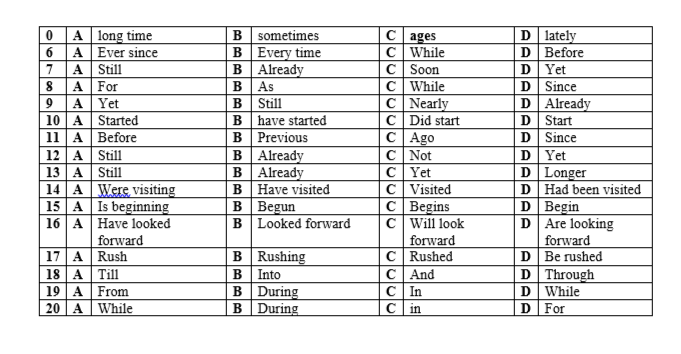 0 A long time B sometimes C ages D lately
6 A Ever since B Every time C While D Before
7 A Still B Already C Soon D Yet
8 A For B As C While D Since
9 A Yet B Still C Nearly D Already
10 A Started B have started C Did start D Start
11 A Before B Previous C Ago D Since
12 A Still B Already C Not D Yet
13 A Still B Already C Yet D Longer
14 A Were visiting B Have visited C Visited D Had been visited
15 A Is beginning B Begun C Begins D Begin
16 A Have looked B Looked forward C Will look D Are looking
forward forward forward
17 A Rush B Rushing C Rushed D Be rushed
18 A Till B Into C And D Through
19 A From B During C In D While
20 A While B During C in D For